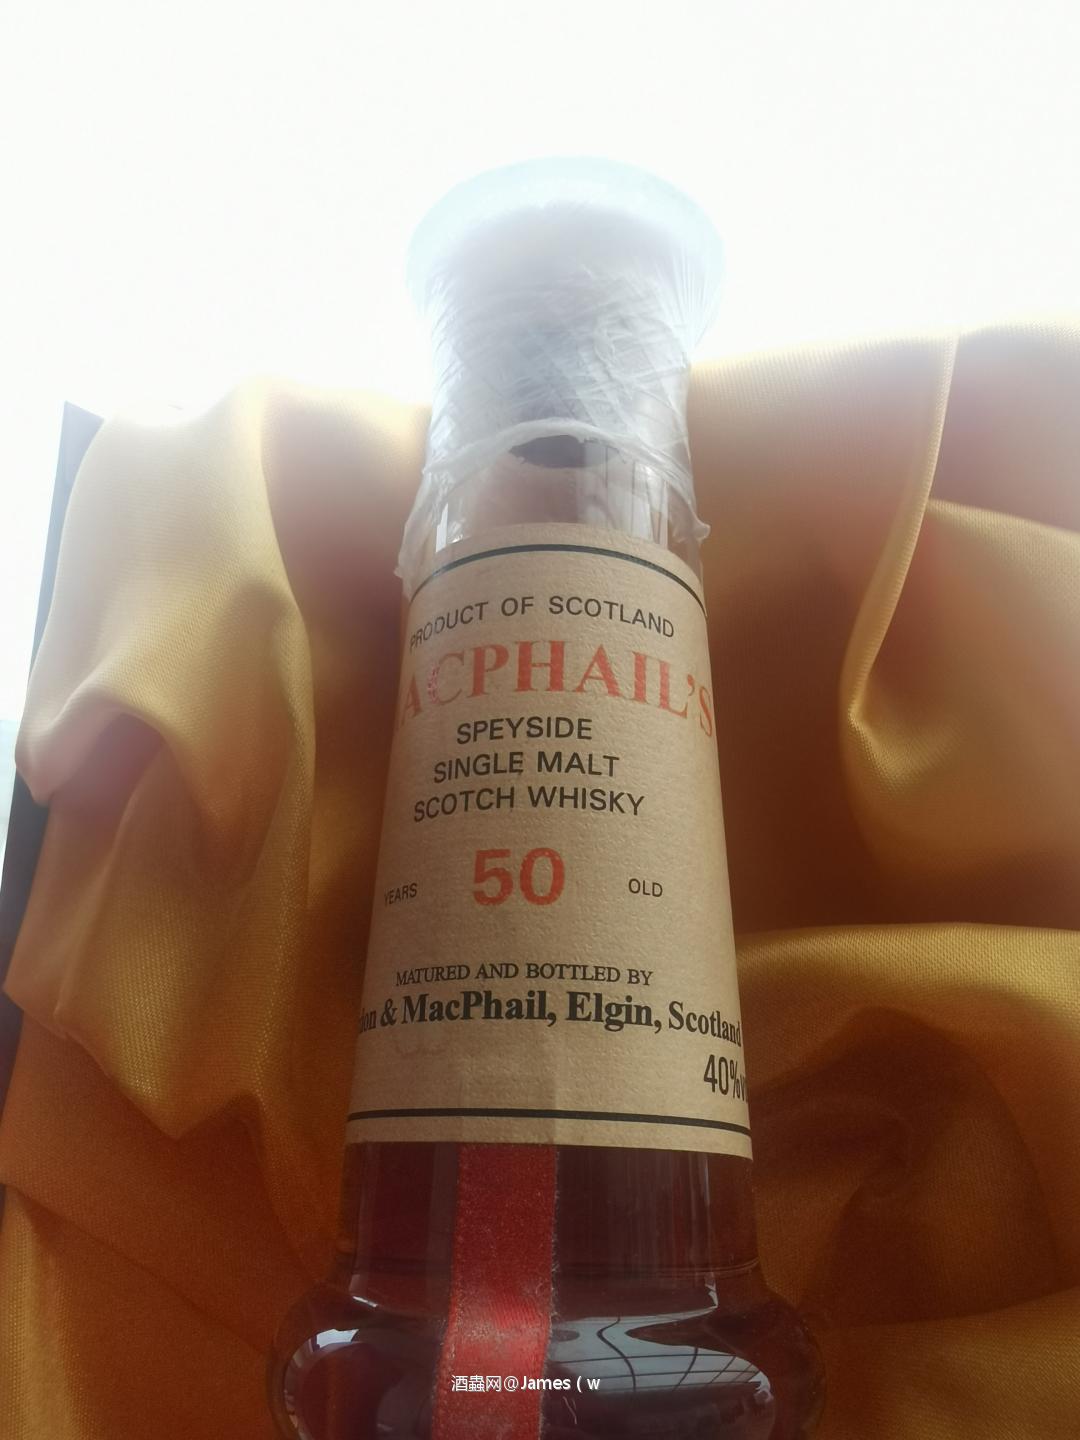 PRODUCT OF SCOTLAND
ACPHAIL'S
SPEYSIDE
SINGLE MALT
SCOTCH WHISKY
YEARS 50 OLD
MATURED AND BOTTLED BY
don & MacPhail, Elgin, Scotland
40%v
酒蟲网@James ( w